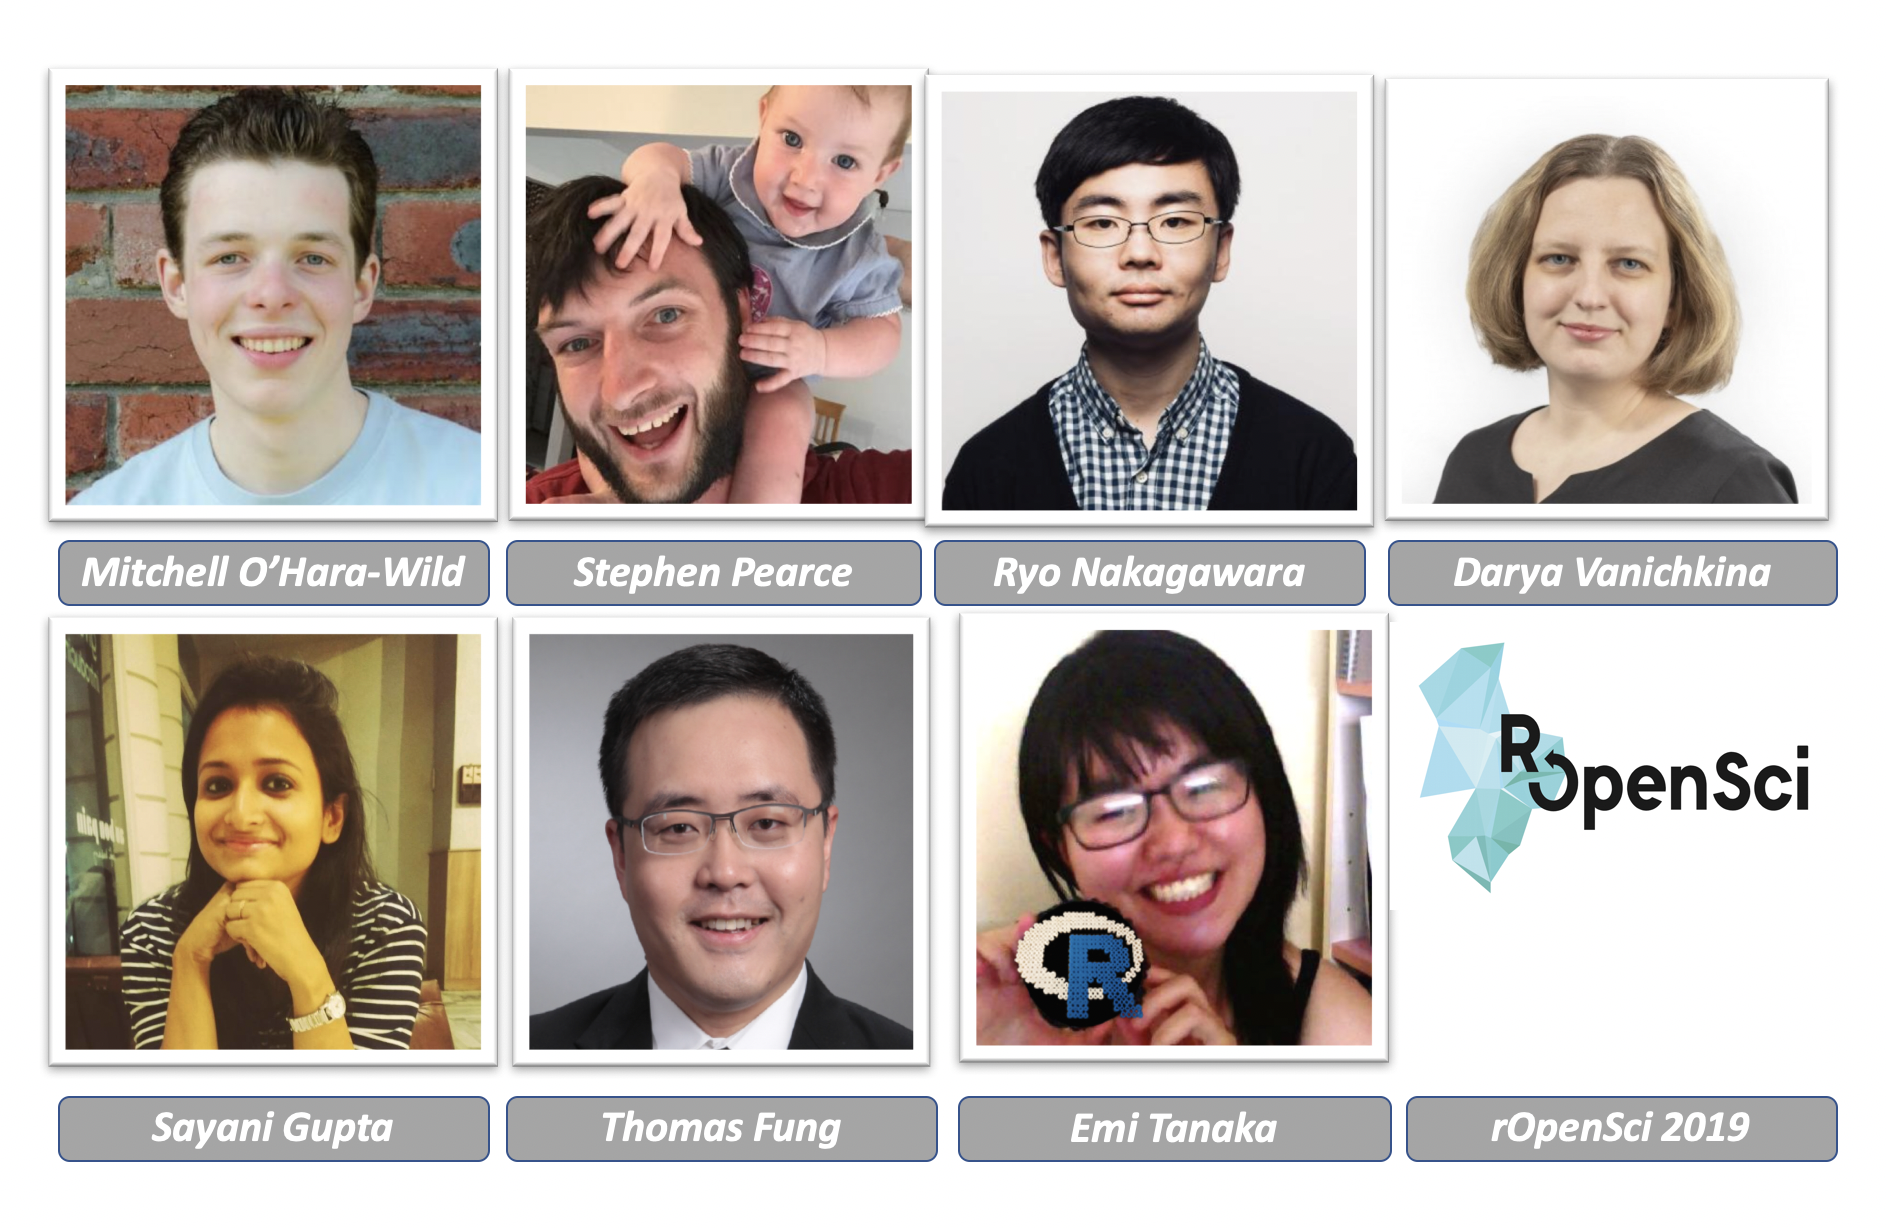 Mitchell O’Hara-Wild
Stephen Pearce
Ryo Nakagawara
Darya Vanichkina
R
ROpenSci
Sayani Gupta
Thomas Fung
Emi Tanaka
rOpenSci 2019